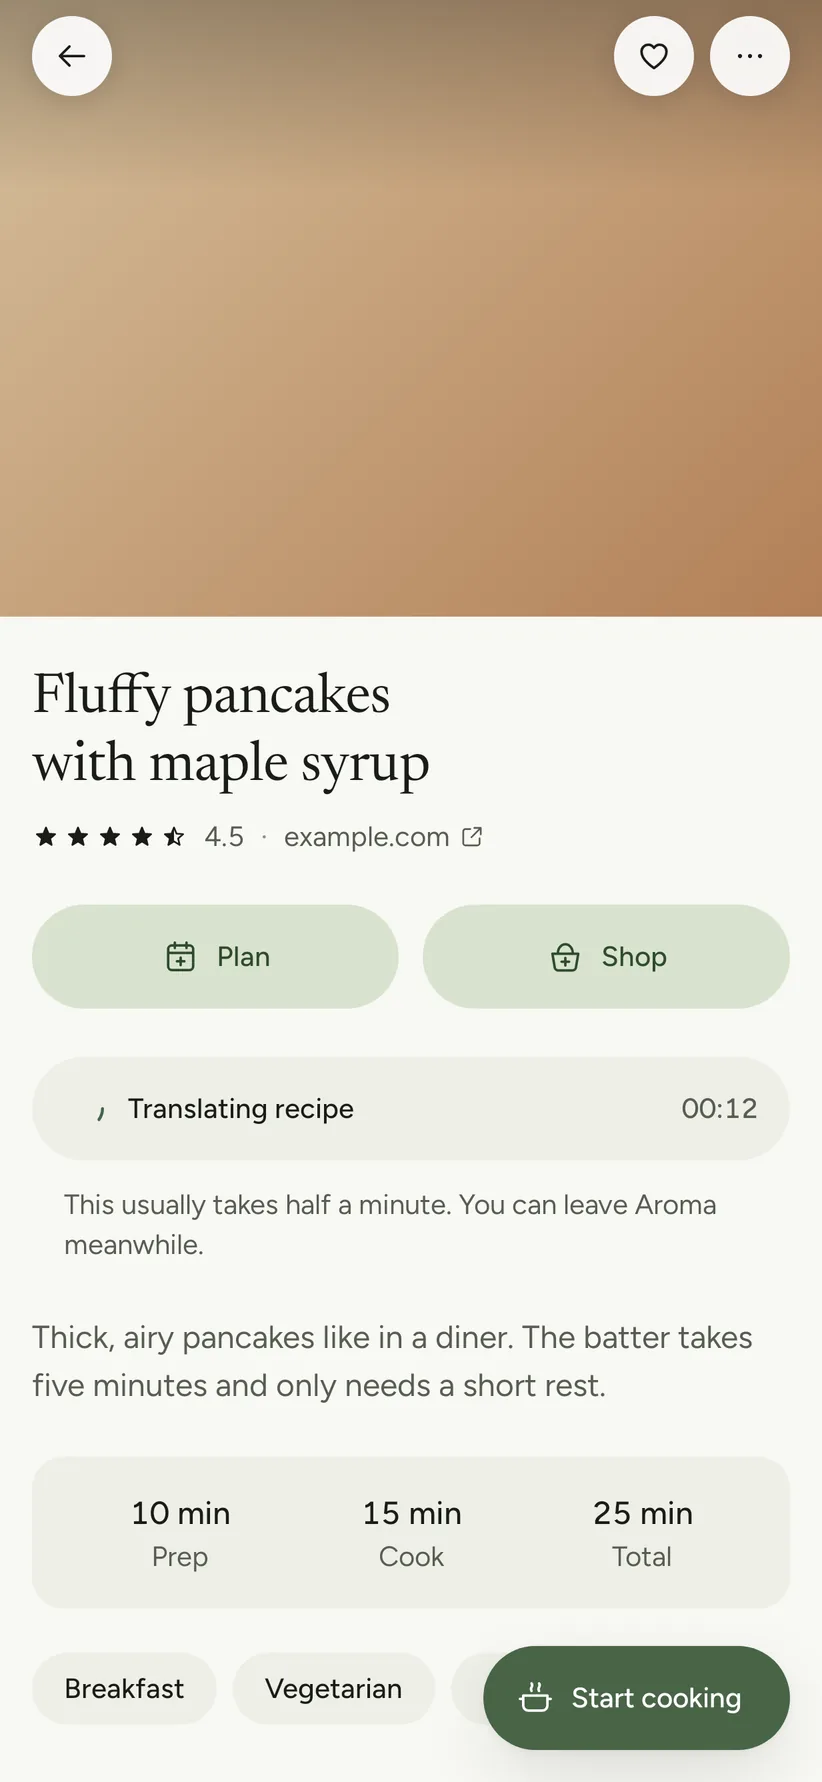 Fluffy pancakes
with maple syrup
4.5 · example.com
Plan
Shop
Translating recipe
00:12
This usually takes half a minute. You can leave Aroma
meanwhile.
Thick, airy pancakes like in a diner. The batter takes
five minutes and only needs a short rest.
10 min
Prep
15 min
Cook
25 min
Total
Breakfast
Vegetarian
Start cooking